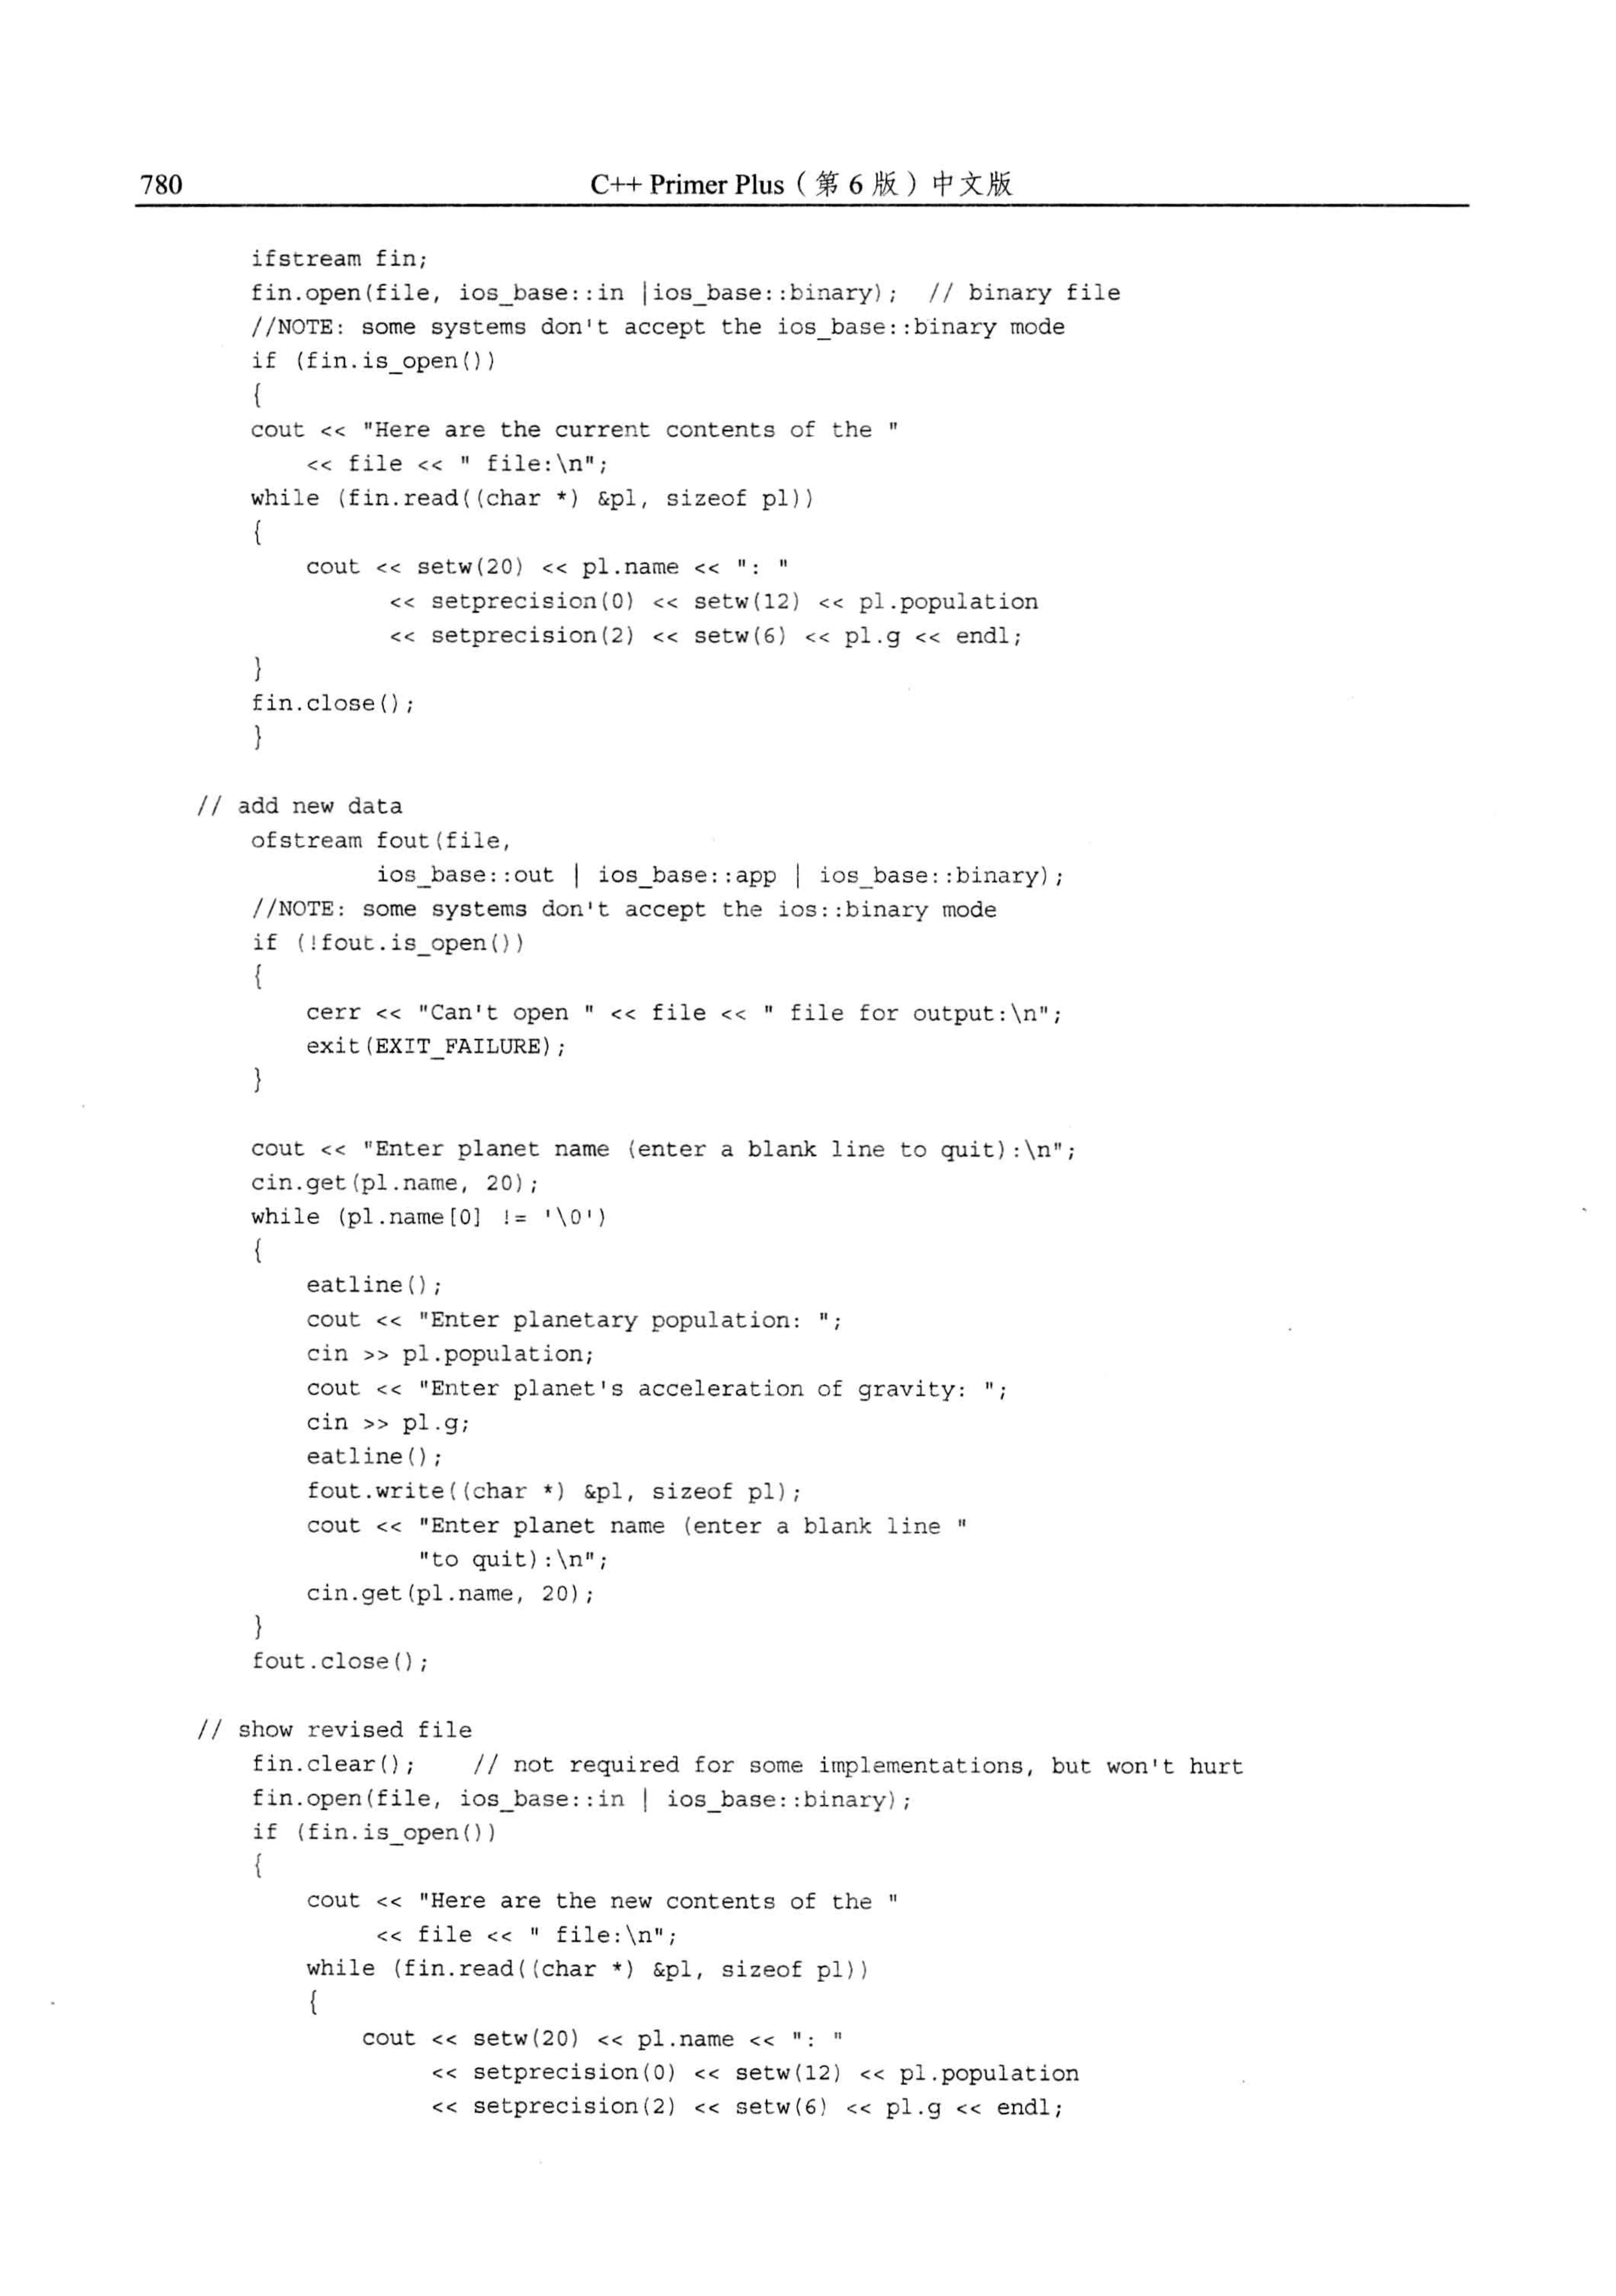 780
C++ Primer Plus（第 6 版）中文版
ifstream fin;
fin.open(file, ios_base::in |ios_base::binary);  // binary file
//NOTE: some systems don't accept the ios_base::binary mode
if (fin.is_open())
{
cout << "Here are the current contents of the "
    << file << " file:\n";
while (fin.read((char *) &pl, sizeof pl))
{
    cout << setw(20) << pl.name << ": "
          << setprecision(0) << setw(12) << pl.population
          << setprecision(2) << setw(6) << pl.g << endl;
}
fin.close();
}
// add new data
ofstream fout(file,
         ios_base::out | ios_base::app | ios_base::binary);
//NOTE: some systems don't accept the ios::binary mode
if (!fout.is_open())
{
    cerr << "Can't open " << file << " file for output:\n";
    exit(EXIT_FAILURE);
}
cout << "Enter planet name (enter a blank line to quit):\n";
cin.get(pl.name, 20);
while (pl.name[0] != '\0')
{
    eatline();
    cout << "Enter planetary population: ";
    cin >> pl.population;
    cout << "Enter planet's acceleration of gravity: ";
    cin >> pl.g;
    eatline();
    fout.write((char *) &pl, sizeof pl);
    cout << "Enter planet name (enter a blank line "
            "to quit):\n";
    cin.get(pl.name, 20);
}
fout.close();
// show revised file
fin.clear();    // not required for some implementations, but won't hurt
fin.open(file, ios_base::in | ios_base::binary);
if (fin.is_open())
{
    cout << "Here are the new contents of the "
         << file << " file:\n";
    while (fin.read((char *) &pl, sizeof pl))
    {
        cout << setw(20) << pl.name << ": "
             << setprecision(0) << setw(12) << pl.population
             << setprecision(2) << setw(6) << pl.g << endl;